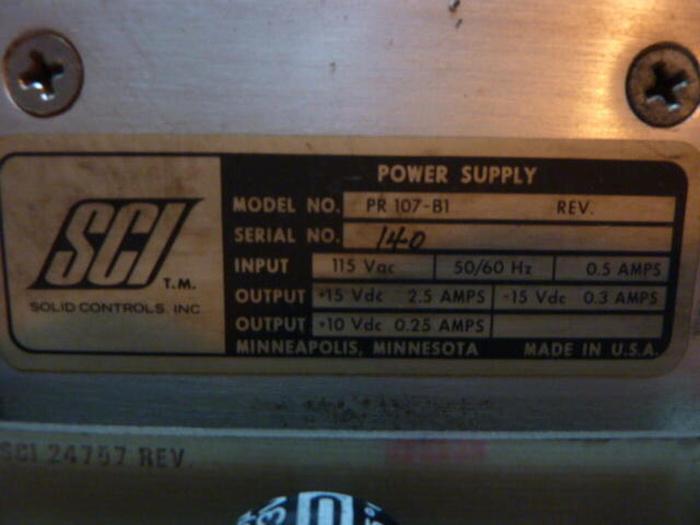 POWER SUPPLY
MODEL NO. PR 107-B1 REV.
SERIAL NO. 140
INPUT 115 Vac 50/60 Hz 0.5 AMPS
OUTPUT +15 Vdc 2.5 AMPS -15 Vdc 0.3 AMPS
OUTPUT +10 Vdc 0.25 AMPS
MINNEAPOLIS, MINNESOTA MADE IN U.S.A.
SCI T.M.
SOLID CONTROLS, INC
SCI 24757 REV.